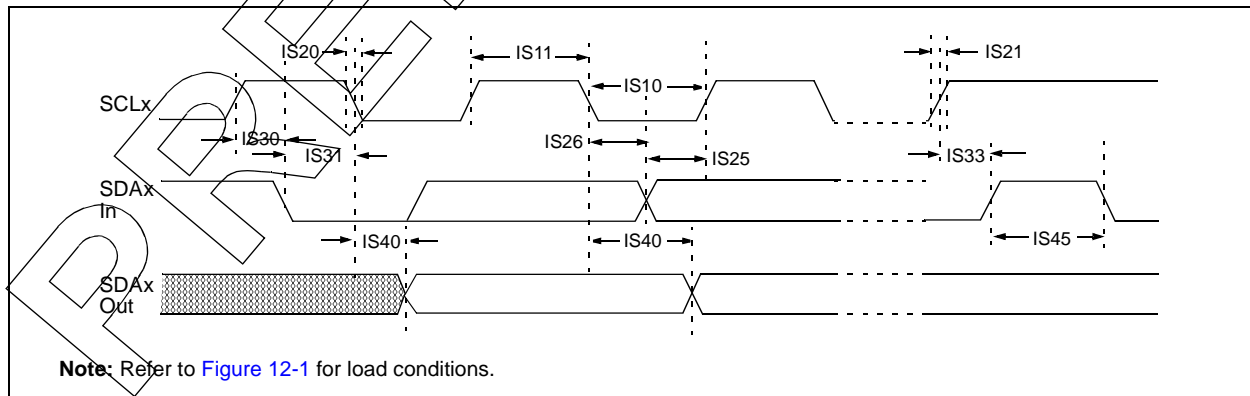 IS20
IS11
IS21
SCLx
IS10
IS30
IS26
IS31
IS25
IS33
SDAx
In
IS40
IS40
IS45
SDAx
Out
Note: Refer to Figure 12-1 for load conditions.